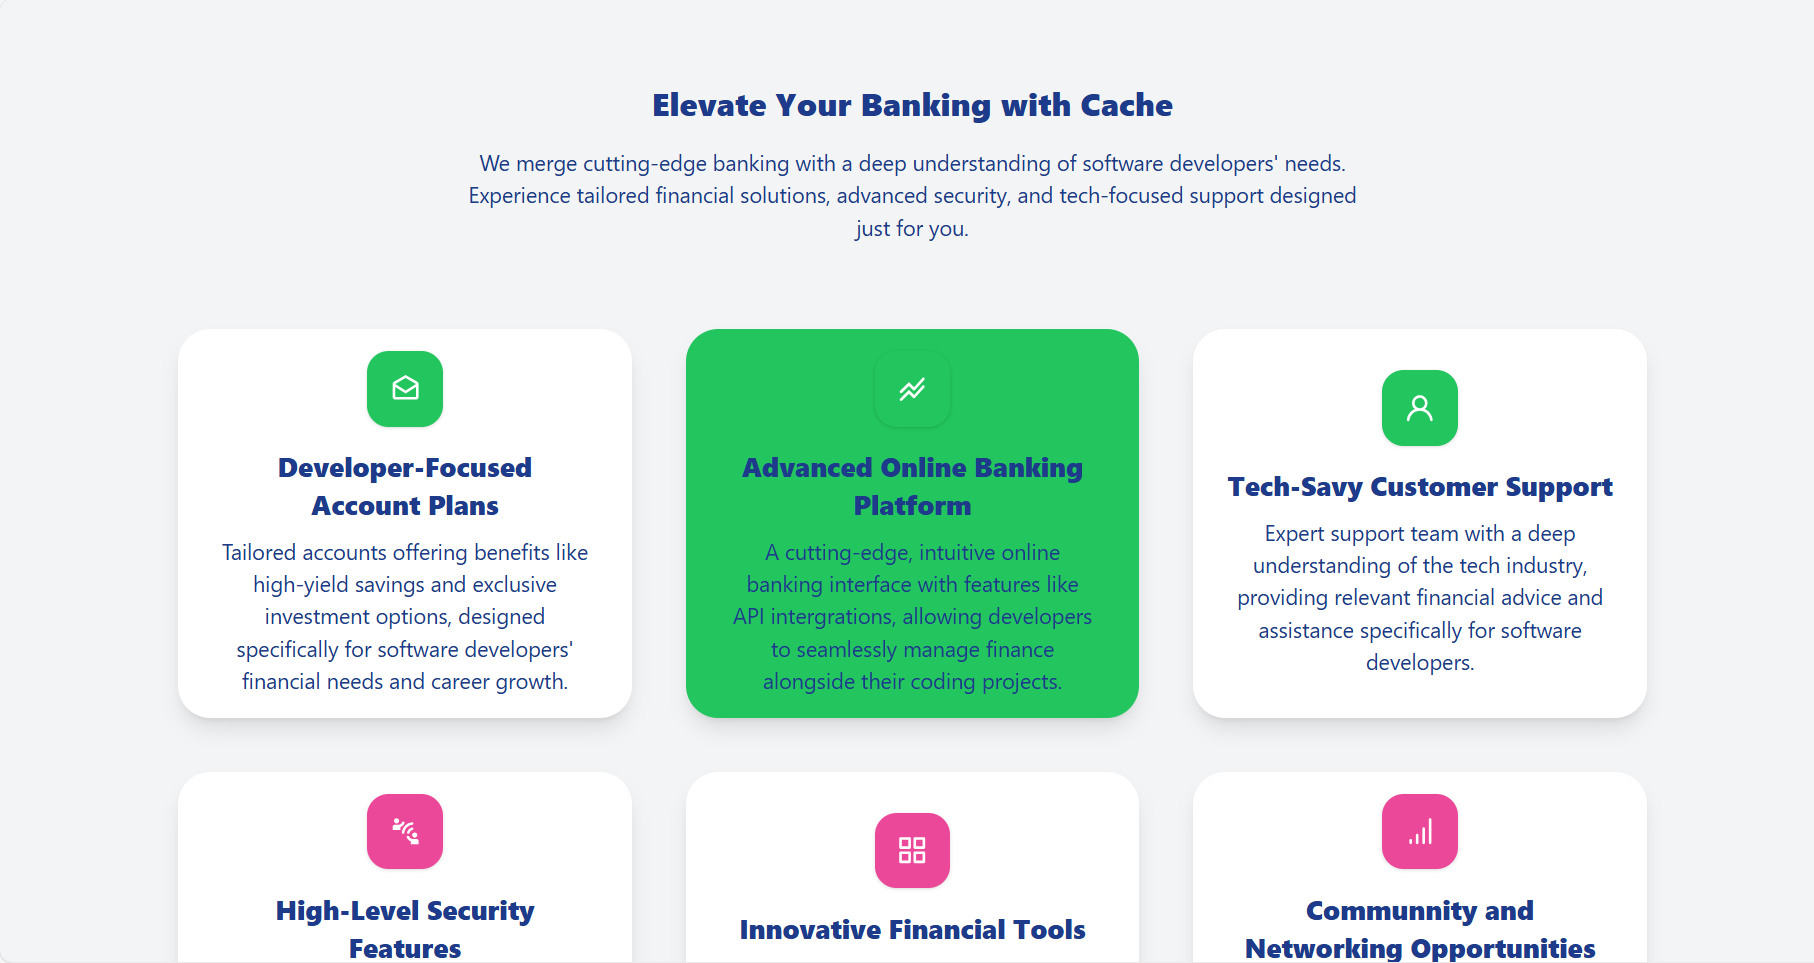 Elevate Your Banking with Cache
We merge cutting-edge banking with a deep understanding of software developers' needs.
Experience tailored financial solutions, advanced security, and tech-focused support designed
just for you.
Developer-Focused
Account Plans
Tailored accounts offering benefits like
high-yield savings and exclusive
investment options, designed
specifically for software developers'
financial needs and career growth.
Advanced Online Banking
Platform
A cutting-edge, intuitive online
banking interface with features like
API intergrations, allowing developers
to seamlessly manage finance
alongside their coding projects.
Tech-Savy Customer Support
Expert support team with a deep
understanding of the tech industry,
providing relevant financial advice and
assistance specifically for software
developers.
High-Level Security
Features
Innovative Financial Tools
Communnity and
Networking Opportunities